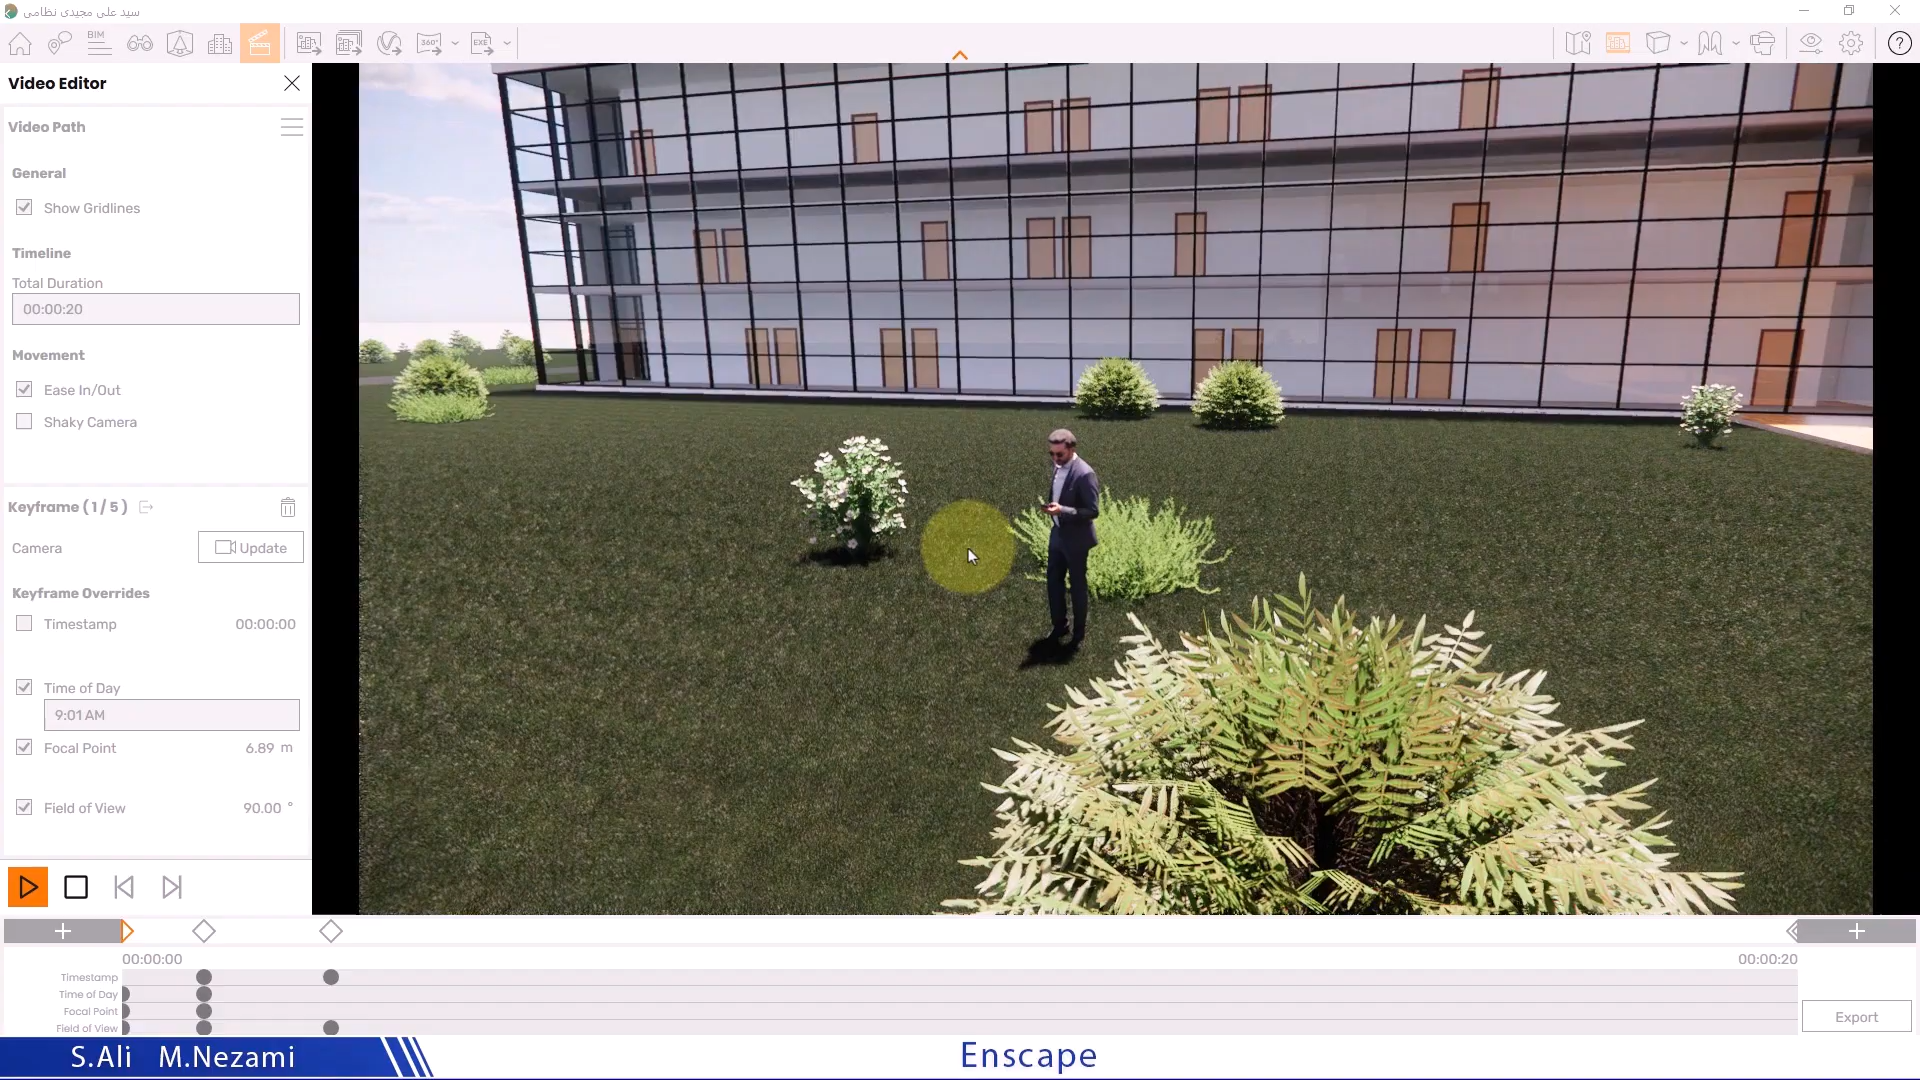 سید علی مجیدی نظامی
BIM
360°
EXE
?
Video Editor
Video Path
General
Show Gridlines
Timeline
Total Duration
00:00:20
Movement
Ease In/Out
Shaky Camera
Keyframe ( 1 / 5 )
Camera
Update
Keyframe Overrides
Timestamp 00:00:00
Time of Day
9:01 AM
Focal Point 6.89 m
Field of View 90.00 °
00:00:00 00:00:20
Timestamp
Time of Day
Focal Point
Field of View
Export
S.Ali M.Nezami
Enscape